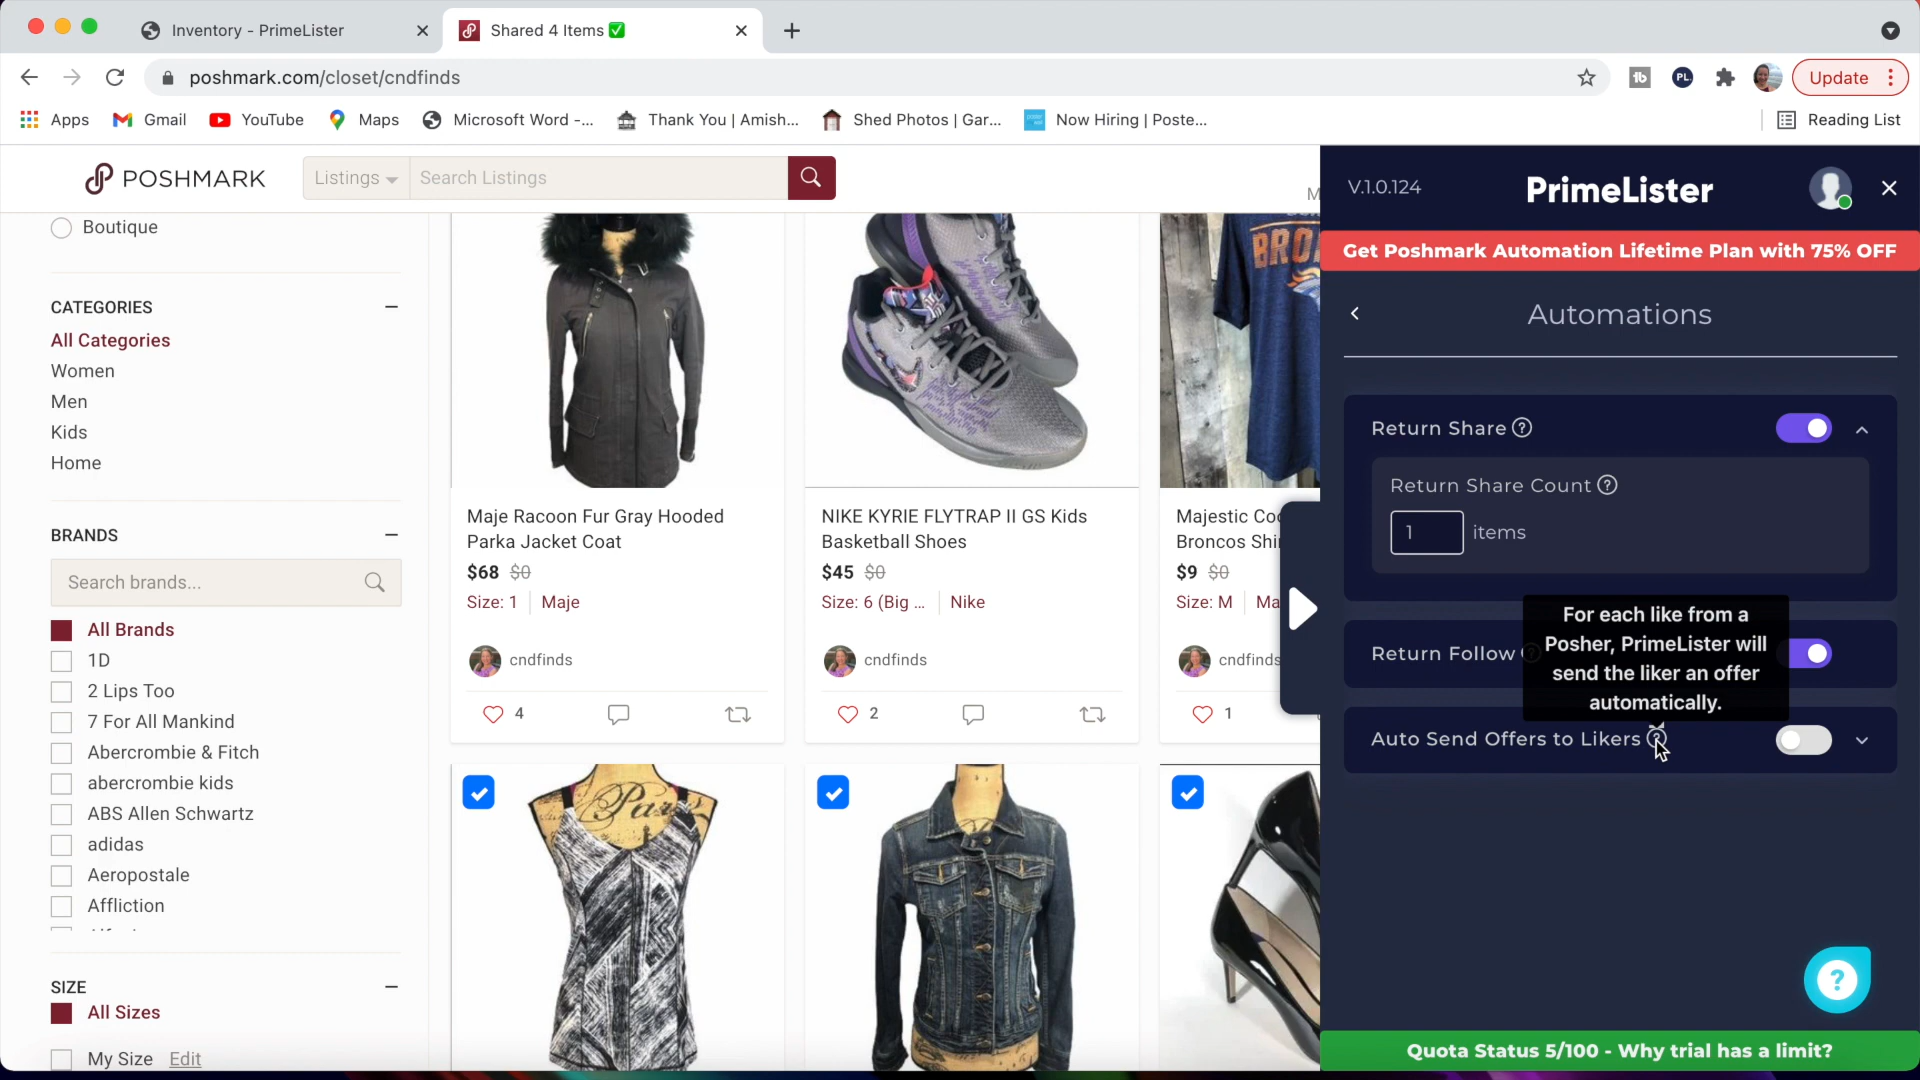 Inventory - PrimeLister
Shared 4 Items ✅
poshmark.com/closet/cndfinds
PL
Update
Apps
Gmail
YouTube
Maps
Microsoft Word -...
Thank You | Amish...
Shed Photos | Gar...
Now Hiring | Poste...
Reading List
POSHMARK
Listings
Search Listings
M
V.1.0.124
PrimeLister
Get Poshmark Automation Lifetime Plan with 75% OFF
Automations
Boutique
CATEGORIES
All Categories
Women
Men
Kids
Home
BRANDS
Search brands...
All Brands
1D
2 Lips Too
7 For All Mankind
Abercrombie & Fitch
abercrombie kids
ABS Allen Schwartz
adidas
Aeropostale
Affliction
SIZE
All Sizes
My Size Edit
Maje Racoon Fur Gray Hooded
Parka Jacket Coat
$68 $0
Size: 1 Maje
cndfinds
4
NIKE KYRIE FLYTRAP II GS Kids
Basketball Shoes
$45 $0
Size: 6 (Big ... Nike
cndfinds
2
BRO
Majestic Coo
Broncos Shi
$9 $0
Size: M Ma
cndfinds
1
Paris
Return Share ?
Return Share Count ?
1 items
Return Follow
For each like from a
Posher, PrimeLister will
send the liker an offer
automatically.
Auto Send Offers to Likers ?
?
Quota Status 5/100 - Why trial has a limit?